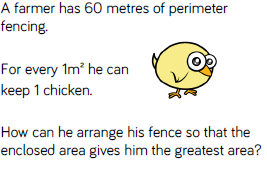 A farmer has 60 metres of perimeter
fencing.
For every 1m² he can
keep 1 chicken.
How can he arrange his fence so that the
enclosed area gives him the greatest area?